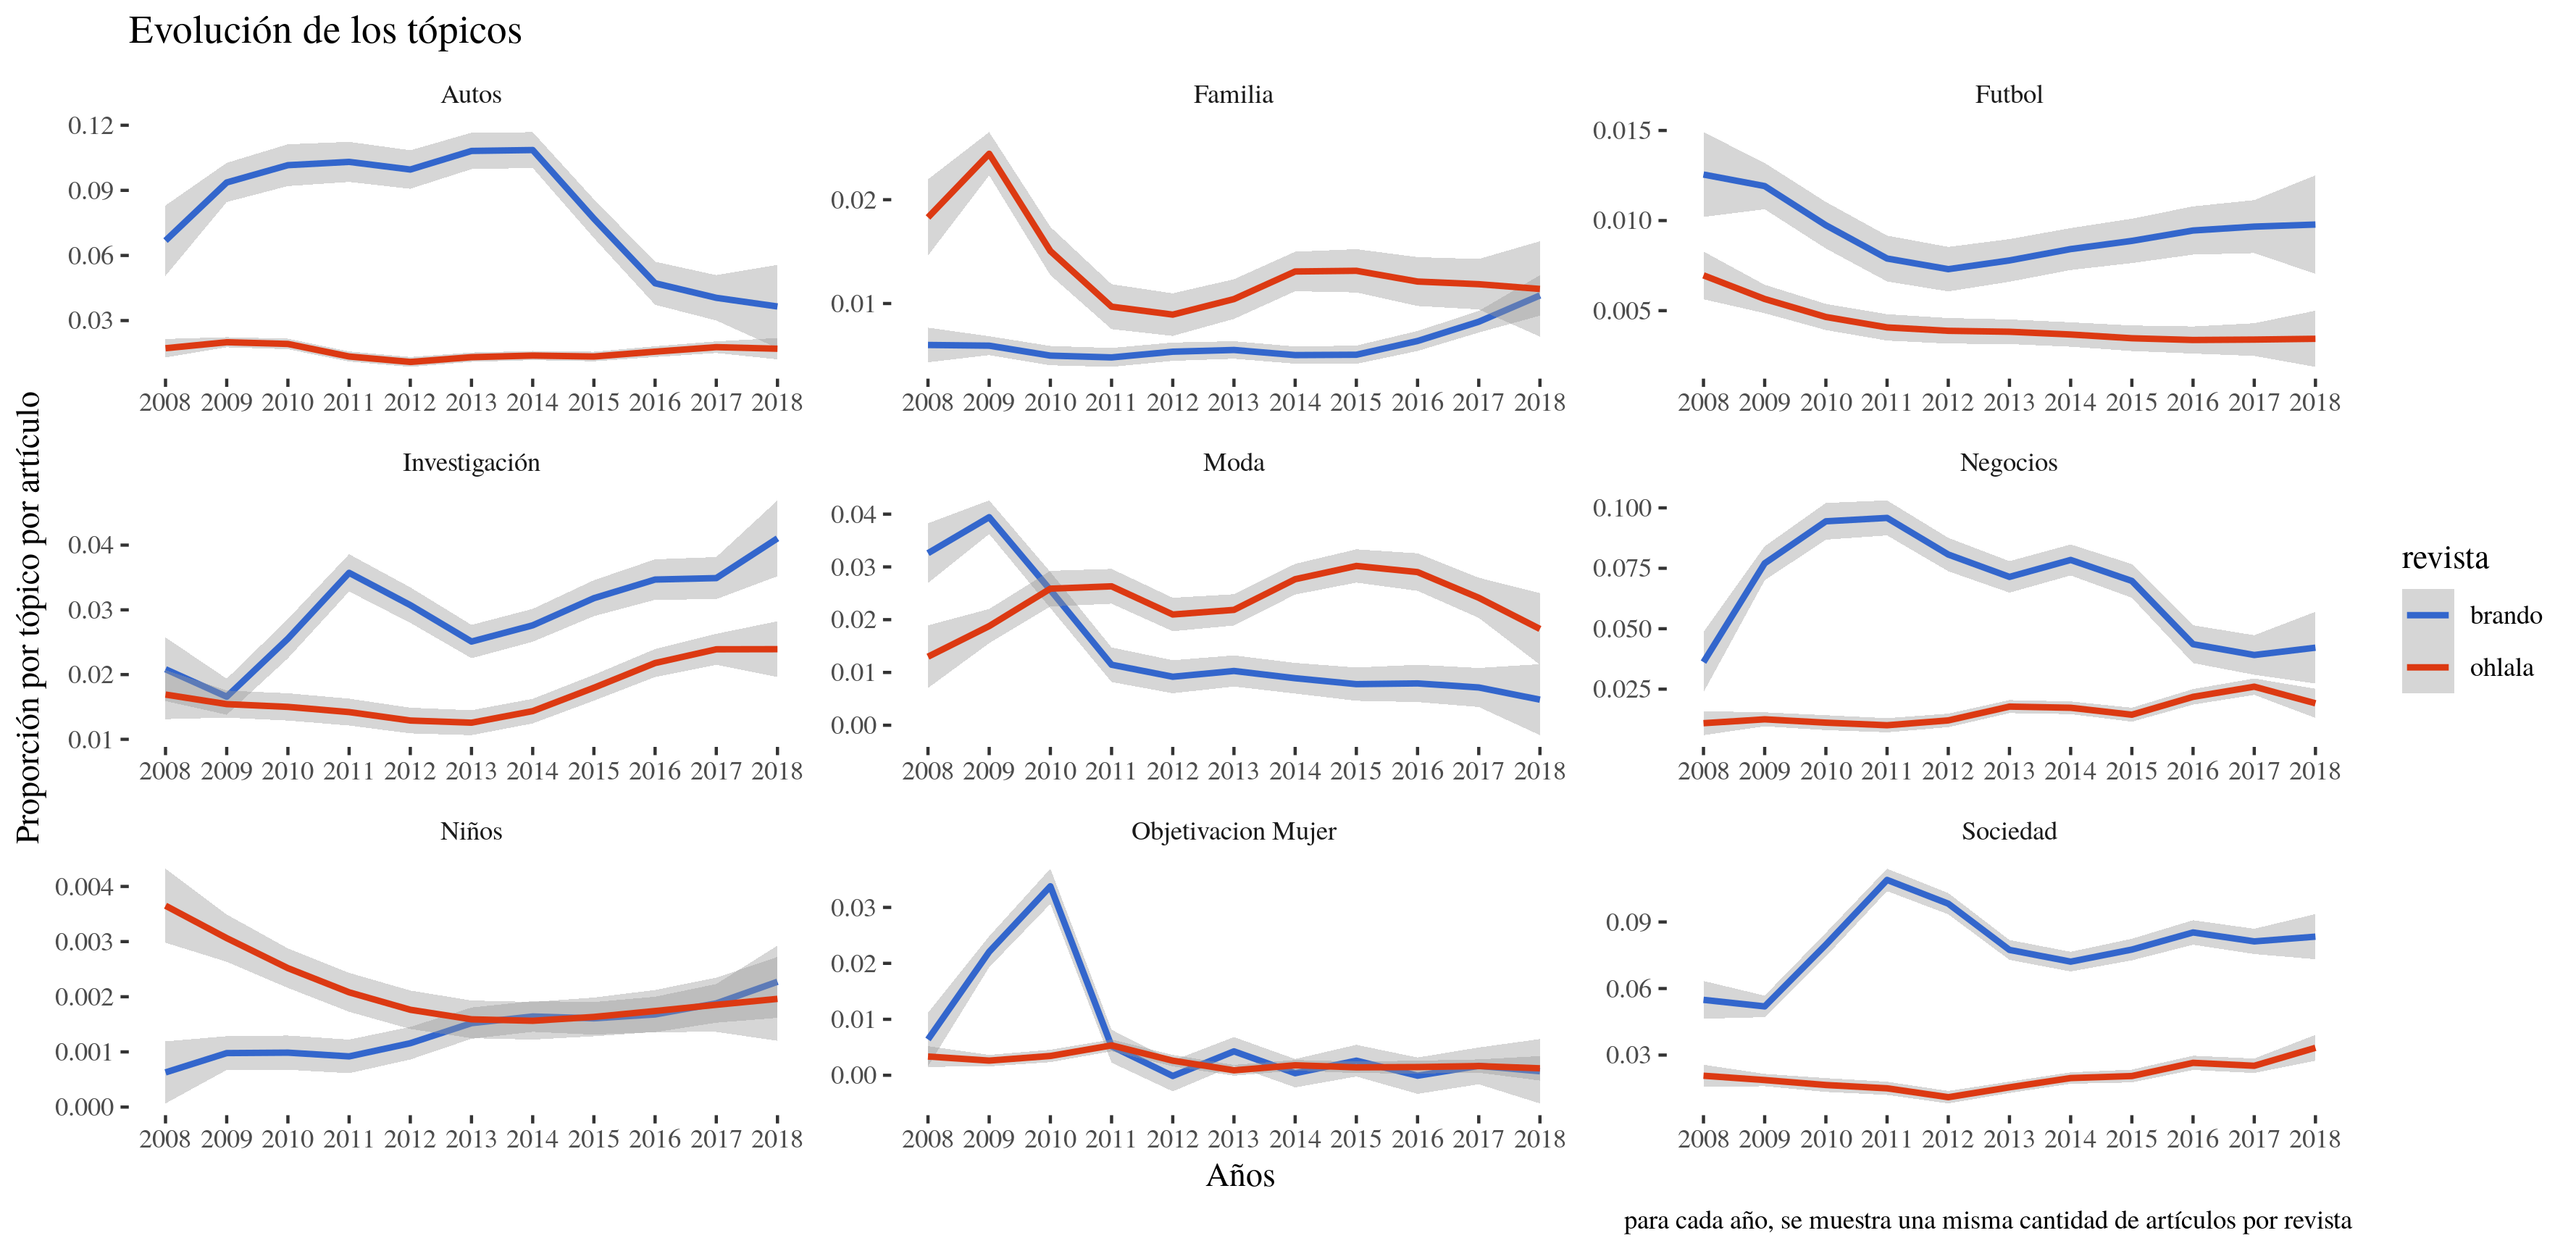 Evolución de los tópicos
Autos
Familia
Futbol
0.12
0.09
0.06
0.03
0.02
0.01
0.015
0.010
0.005
2008 2009 2010 2011 2012 2013 2014 2015 2016 2017 2018
2008 2009 2010 2011 2012 2013 2014 2015 2016 2017 2018
2008 2009 2010 2011 2012 2013 2014 2015 2016 2017 2018
Investigación
Moda
Negocios
0.04
0.03
0.02
0.01
0.04
0.03
0.02
0.01
0.00
0.100
0.075
0.050
0.025
2008 2009 2010 2011 2012 2013 2014 2015 2016 2017 2018
2008 2009 2010 2011 2012 2013 2014 2015 2016 2017 2018
2008 2009 2010 2011 2012 2013 2014 2015 2016 2017 2018
Niños
Objetivacion Mujer
Sociedad
0.004
0.003
0.002
0.001
0.000
0.03
0.02
0.01
0.00
0.09
0.06
0.03
2008 2009 2010 2011 2012 2013 2014 2015 2016 2017 2018
2008 2009 2010 2011 2012 2013 2014 2015 2016 2017 2018
2008 2009 2010 2011 2012 2013 2014 2015 2016 2017 2018
Proporción por tópico por artículo
Años
revista
brando
ohlala
para cada año, se muestra una misma cantidad de artículos por revista